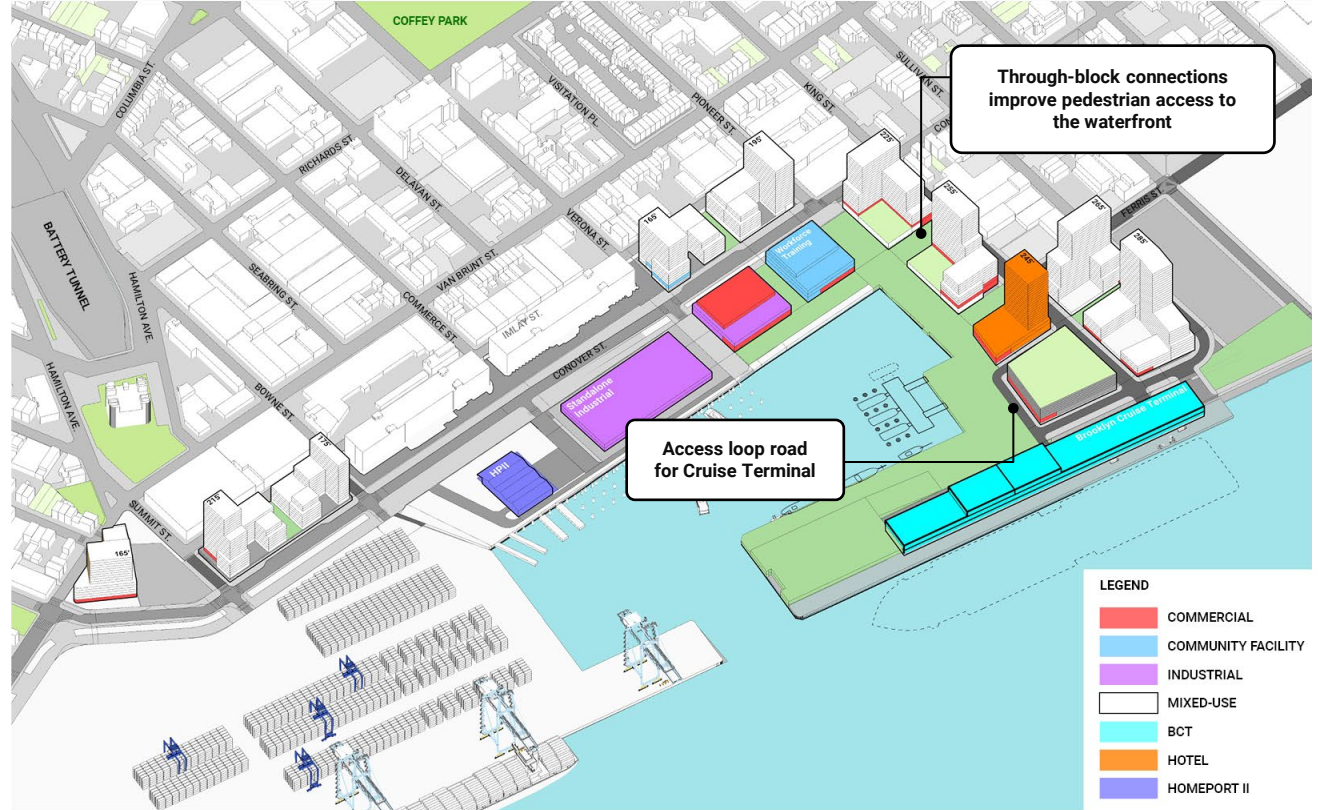 COFFEY PARK
COLUMBIA ST.
RICHARDS ST.
DELAVAN ST.
VISITATION PL.
PIONEER ST.
KING ST.
SULLIVAN ST.
Through-block connections
improve pedestrian access to
the waterfront
FERRIS ST.
BATTERY TUNNEL
HAMILTON AVE.
HAMILTON AVE.
SEABRING ST.
BOWNE ST.
COMMERCE ST.
VAN BRUNT ST.
VERONA ST.
IMLAY ST.
CONOVER ST.
SUMMIT ST.
165'
195'
225'
255'
265'
285'
245'
Workforce
Training
Standalone
Industrial
HPII
175'
215'
165'
Access loop road
for Cruise Terminal
Brooklyn Cruise Terminal
LEGEND
COMMERCIAL
COMMUNITY FACILITY
INDUSTRIAL
MIXED-USE
BCT
HOTEL
HOMEPORT II